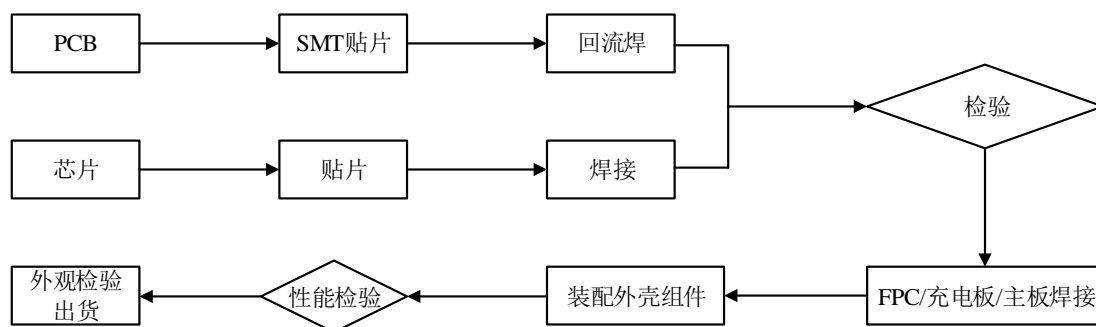 PCB
SMT贴片
回流焊
检验
芯片
贴片
焊接
外观检验
出货
性能检验
装配外壳组件
FPC/充电板/主板焊接